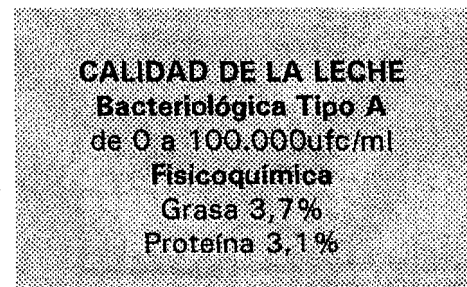 CALIDAD DE LA LECHE
Bacteriológica Tipo A
de 0 a 100.000ufc/ml
Fisicoquímica
Grasa 3,7%
Proteína 3,1%